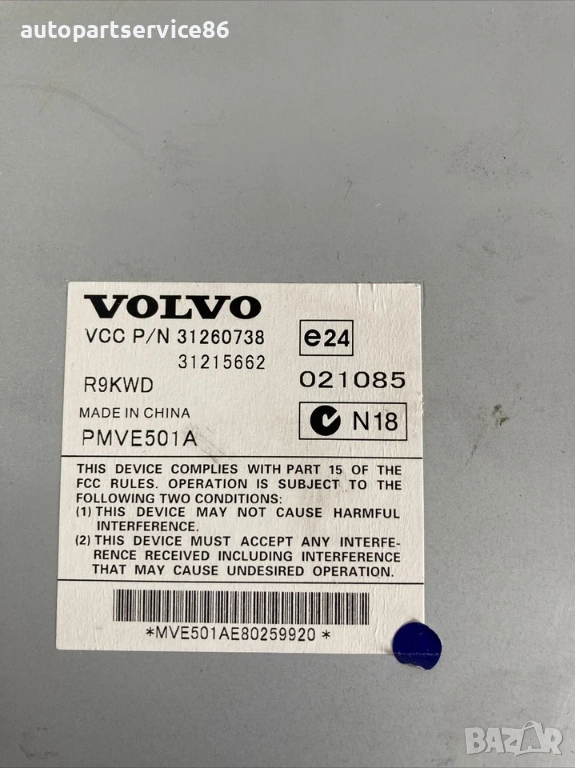 autopartservice86
VOLVO
VCC P/N 31260738
31215662
e24
R9KWD
021085
MADE IN CHINA
N18
PMVE501A
THIS DEVICE COMPLIES WITH PART 15 OF THE
FCC RULES. OPERATION IS SUBJECT TO THE
FOLLOWING TWO CONDITIONS:
(1) THIS DEVICE MAY NOT CAUSE HARMFUL
INTERFERENCE.
(2) THIS DEVICE MUST ACCEPT ANY INTERFE-
RENCE RECEIVED INCLUDING INTERFERENCE
THAT MAY CAUSE UNDESIRED OPERATION.
*MVE501AE80259920*
BAZAR